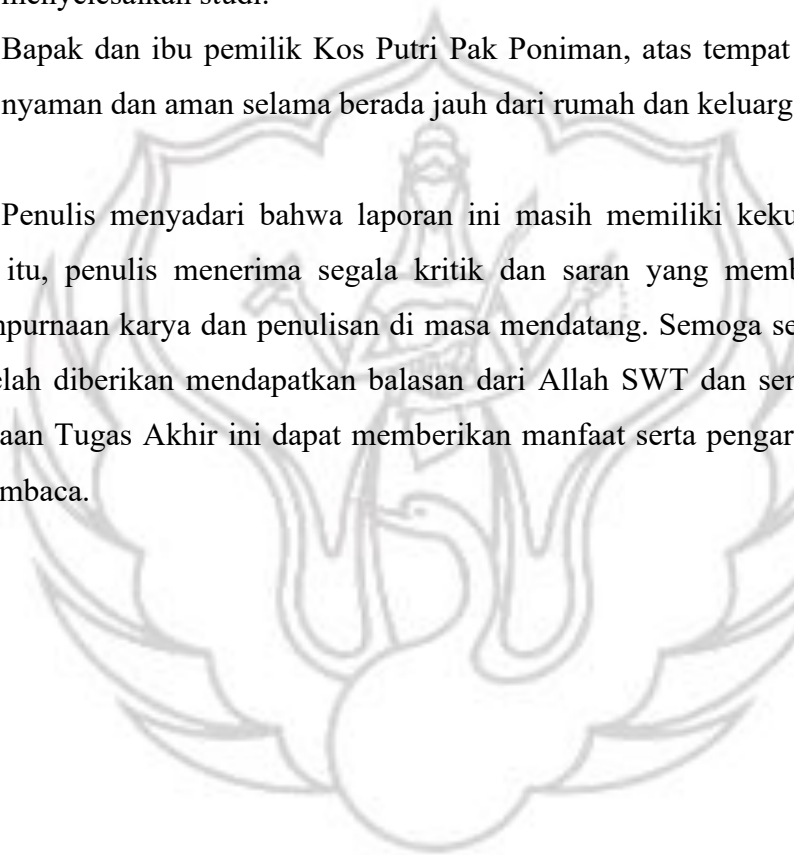 menyelesaikan studi.
Bapak dan ibu pemilik Kos Putri Pak Poniman, atas tempat
nyaman dan aman selama berada jauh dari rumah dan keluarg
Penulis menyadari bahwa laporan ini masih memiliki keku
itu, penulis menerima segala kritik dan saran yang memb
purnaan karya dan penulisan di masa mendatang. Semoga se
elah diberikan mendapatkan balasan dari Allah SWT dan sem
aan Tugas Akhir ini dapat memberikan manfaat serta pengar
mbaca.